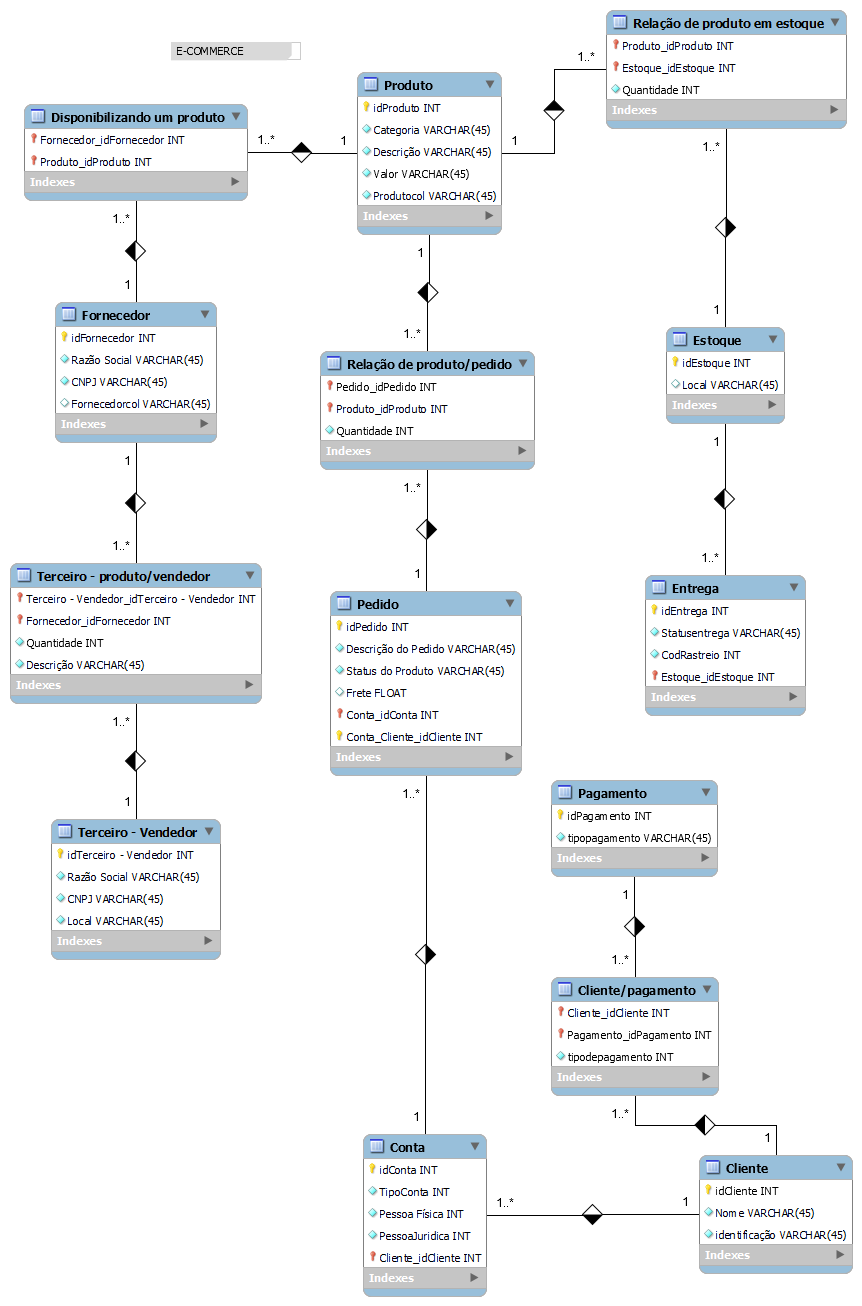 E-COMMERCE
Relação de produto em estoque
Produto_idProduto INT
Estoque_idEstoque INT
Quantidade INT
Indexes
1..*
1
1..*
Produto
idProduto INT
Categoria VARCHAR(45)
Descrição VARCHAR(45)
Valor VARCHAR(45)
Produtocol VARCHAR(45)
Indexes
Disponibilizando um produto
Fornecedor_idFornecedor INT
Produto_idProduto INT
Indexes
1..*
1
1..*
1
Fornecedor
idFornecedor INT
Razão Social VARCHAR(45)
CNPJ VARCHAR(45)
Fornecedorcol VARCHAR(45)
Indexes
1
1..*
1
1..*
Relação de produto/pedido
Pedido_idPedido INT
Produto_idProduto INT
Quantidade INT
Indexes
1..*
1
1
Estoque
idEstoque INT
Local VARCHAR(45)
Indexes
1
1..*
Terceiro - produto/vendedor
Terceiro - Vendedor_idTerceiro - Vendedor INT
Fornecedor_idFornecedor INT
Quantidade INT
Descrição VARCHAR(45)
Indexes
1..*
1
Pedido
idPedido INT
Descrição do Pedido VARCHAR(45)
Status do Produto VARCHAR(45)
Frete FLOAT
Conta_idConta INT
Conta_Cliente_idCliente INT
Indexes
1..*
1
Entrega
idEntrega INT
Statusentrega VARCHAR(45)
CodRastreio INT
Estoque_idEstoque INT
Indexes
Terceiro - Vendedor
idTerceiro - Vendedor INT
Razão Social VARCHAR(45)
CNPJ VARCHAR(45)
Local VARCHAR(45)
Indexes
Pagamento
idPagamento INT
tipopagamento VARCHAR(45)
Indexes
1
1..*
Cliente/pagamento
Cliente_idCliente INT
Pagamento_idPagamento INT
tipodepagamento INT
Indexes
1..*
1
Conta
idConta INT
TipoConta INT
Pessoa Física INT
PessoaJuridica INT
Cliente_idCliente INT
Indexes
1..*
1
Cliente
idCliente INT
Nome VARCHAR(45)
identificação VARCHAR(45)
Indexes